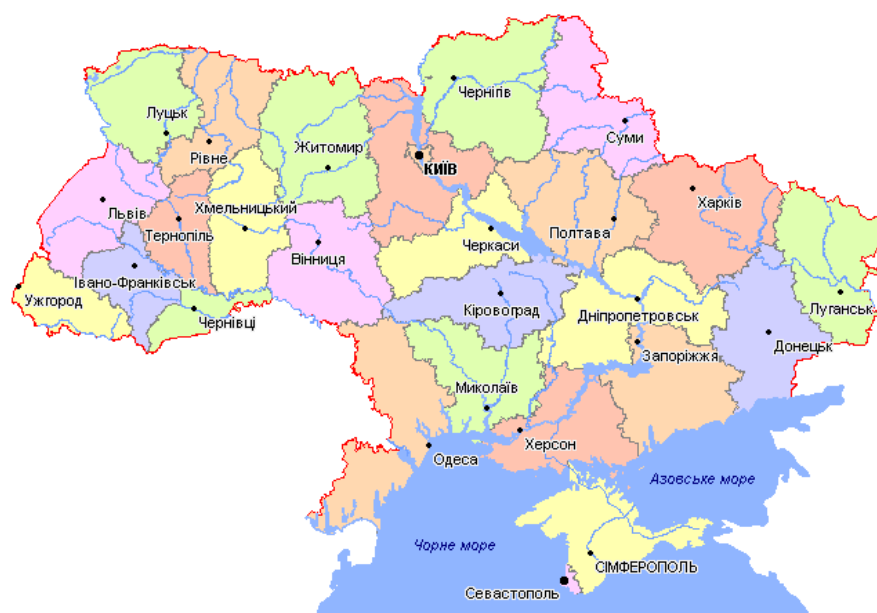 Чернігів
Луцьк
Суми
Рівне
Житомир
КИЇВ
Харків
Львів
Хмельницький
Тернопіль
Полтава
Черкаси
Вінниця
Івано-Франківськ
Ужгород
Кіровоград
Дніпропетровськ
Луганськ
Чернівці
Донецьк
Запоріжжя
Миколаїв
Херсон
Одеса
Азовське море
Чорне море
СІМФЕРОПОЛЬ
Севастополь